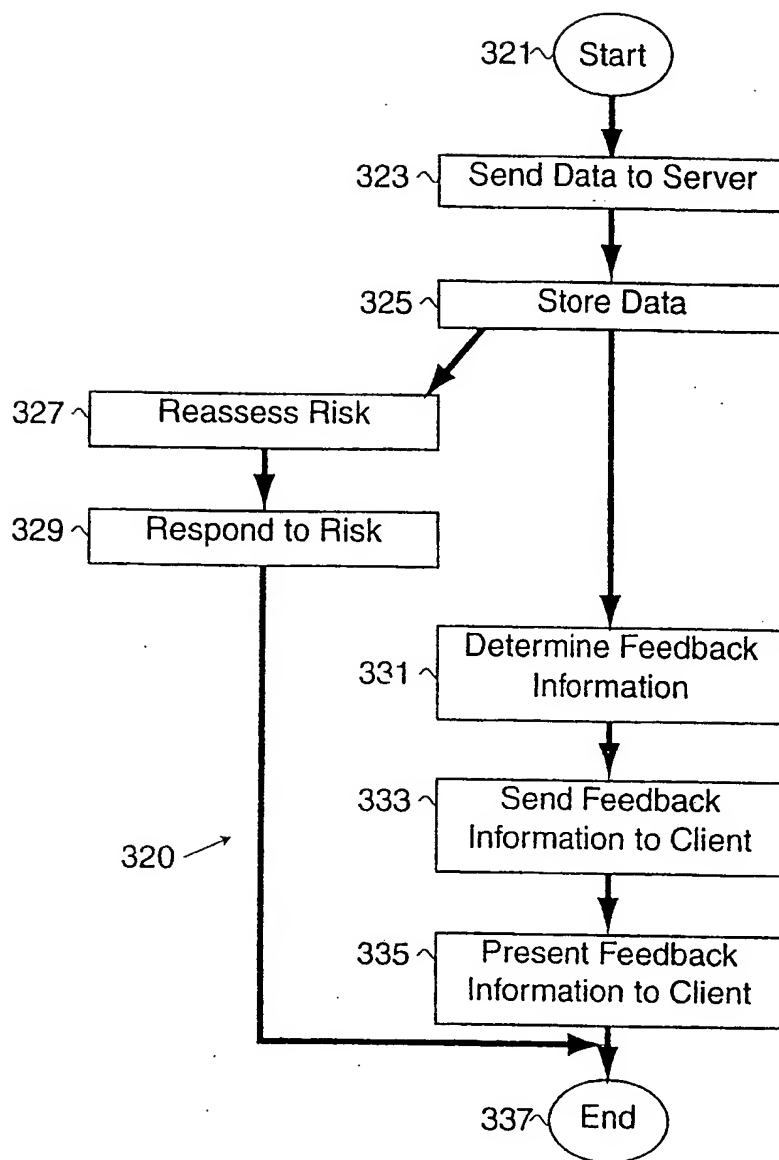 321
Start
323
Send Data to Server
325
Store Data
327
Reassess Risk
329
Respond to Risk
331
Determine Feedback
Information
333
Send Feedback
Information to Client
320
335
Present Feedback
Information to Client
337
End